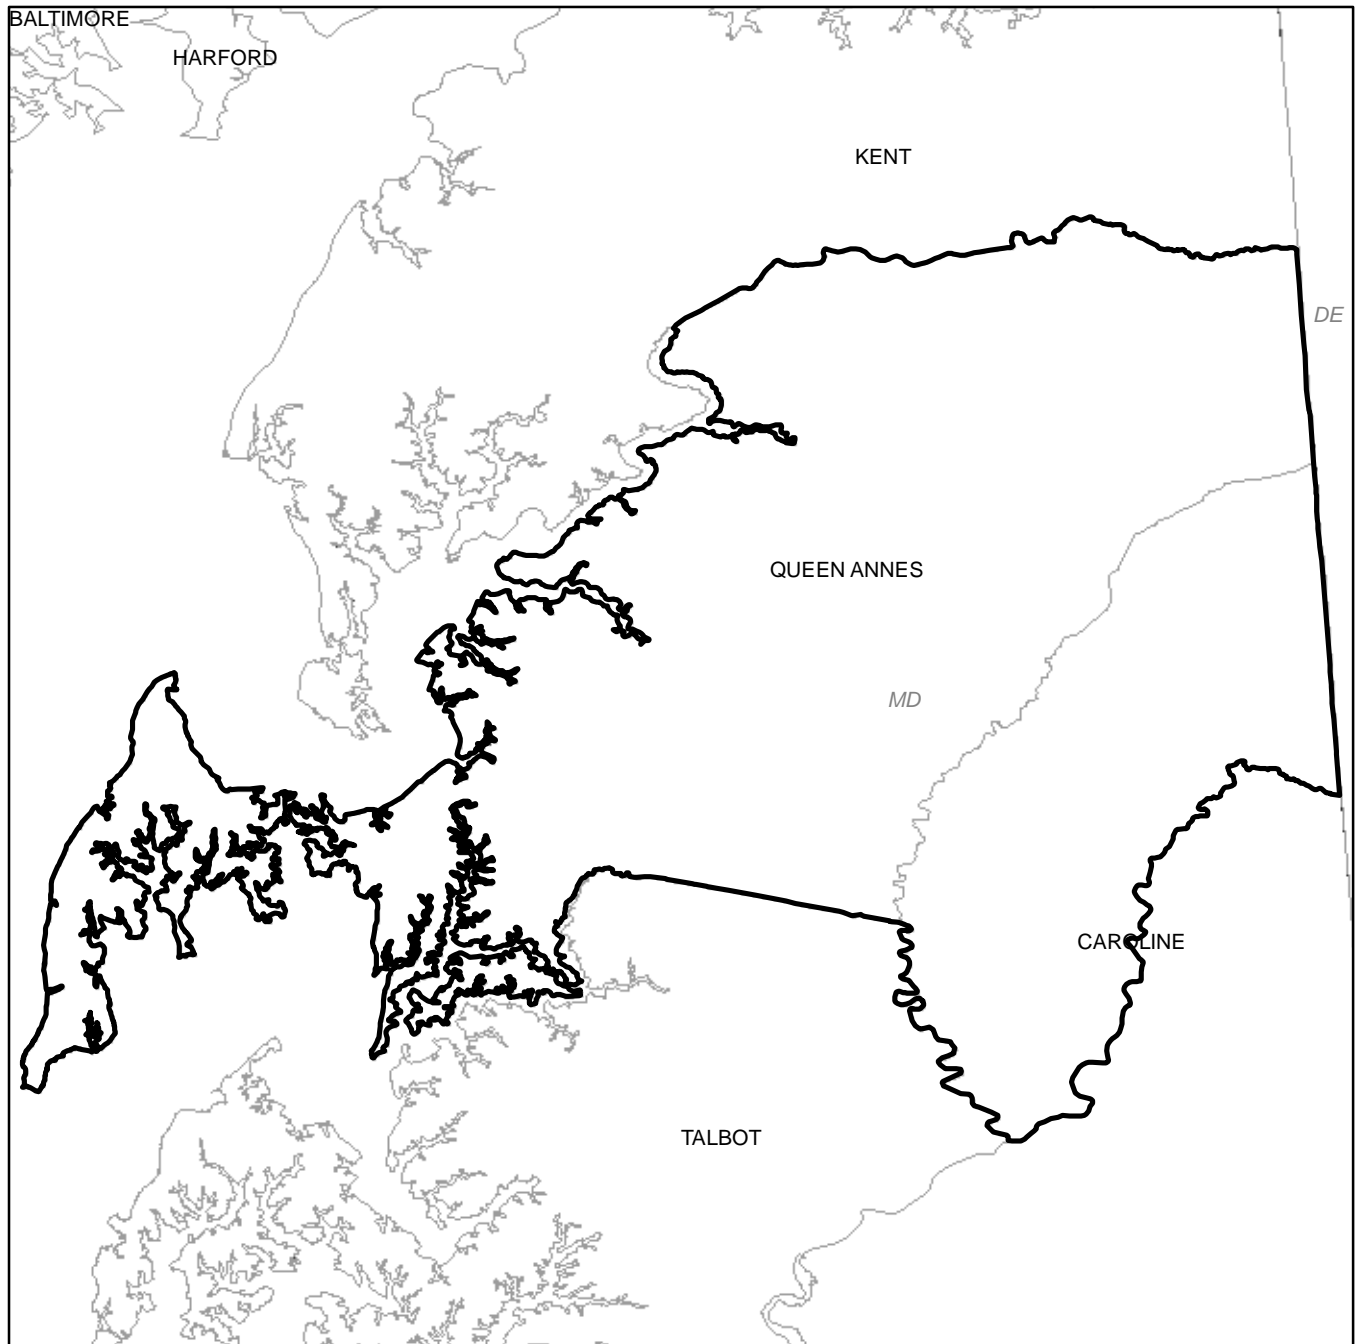 BALTIMORE
HARFORD
KENT
DE
QUEEN ANNES
MD
CAROLINE
TALBOT